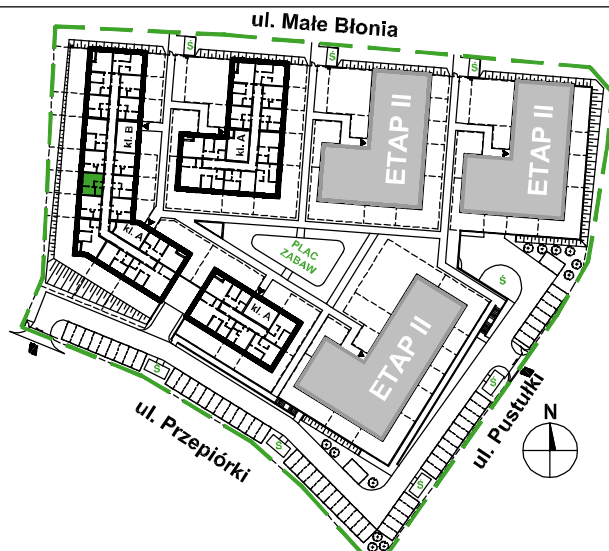 ul. Małe Błonia
Ś
Ś
Ś
kl. B
kl. A
ETAP II
ETAP II
kl. A
PLAC
ZABAW
Ś
kl. A
ETAP II
Ś
Ś
ul. Pustułki
N
ul. Przepiórki
Ś
Ś